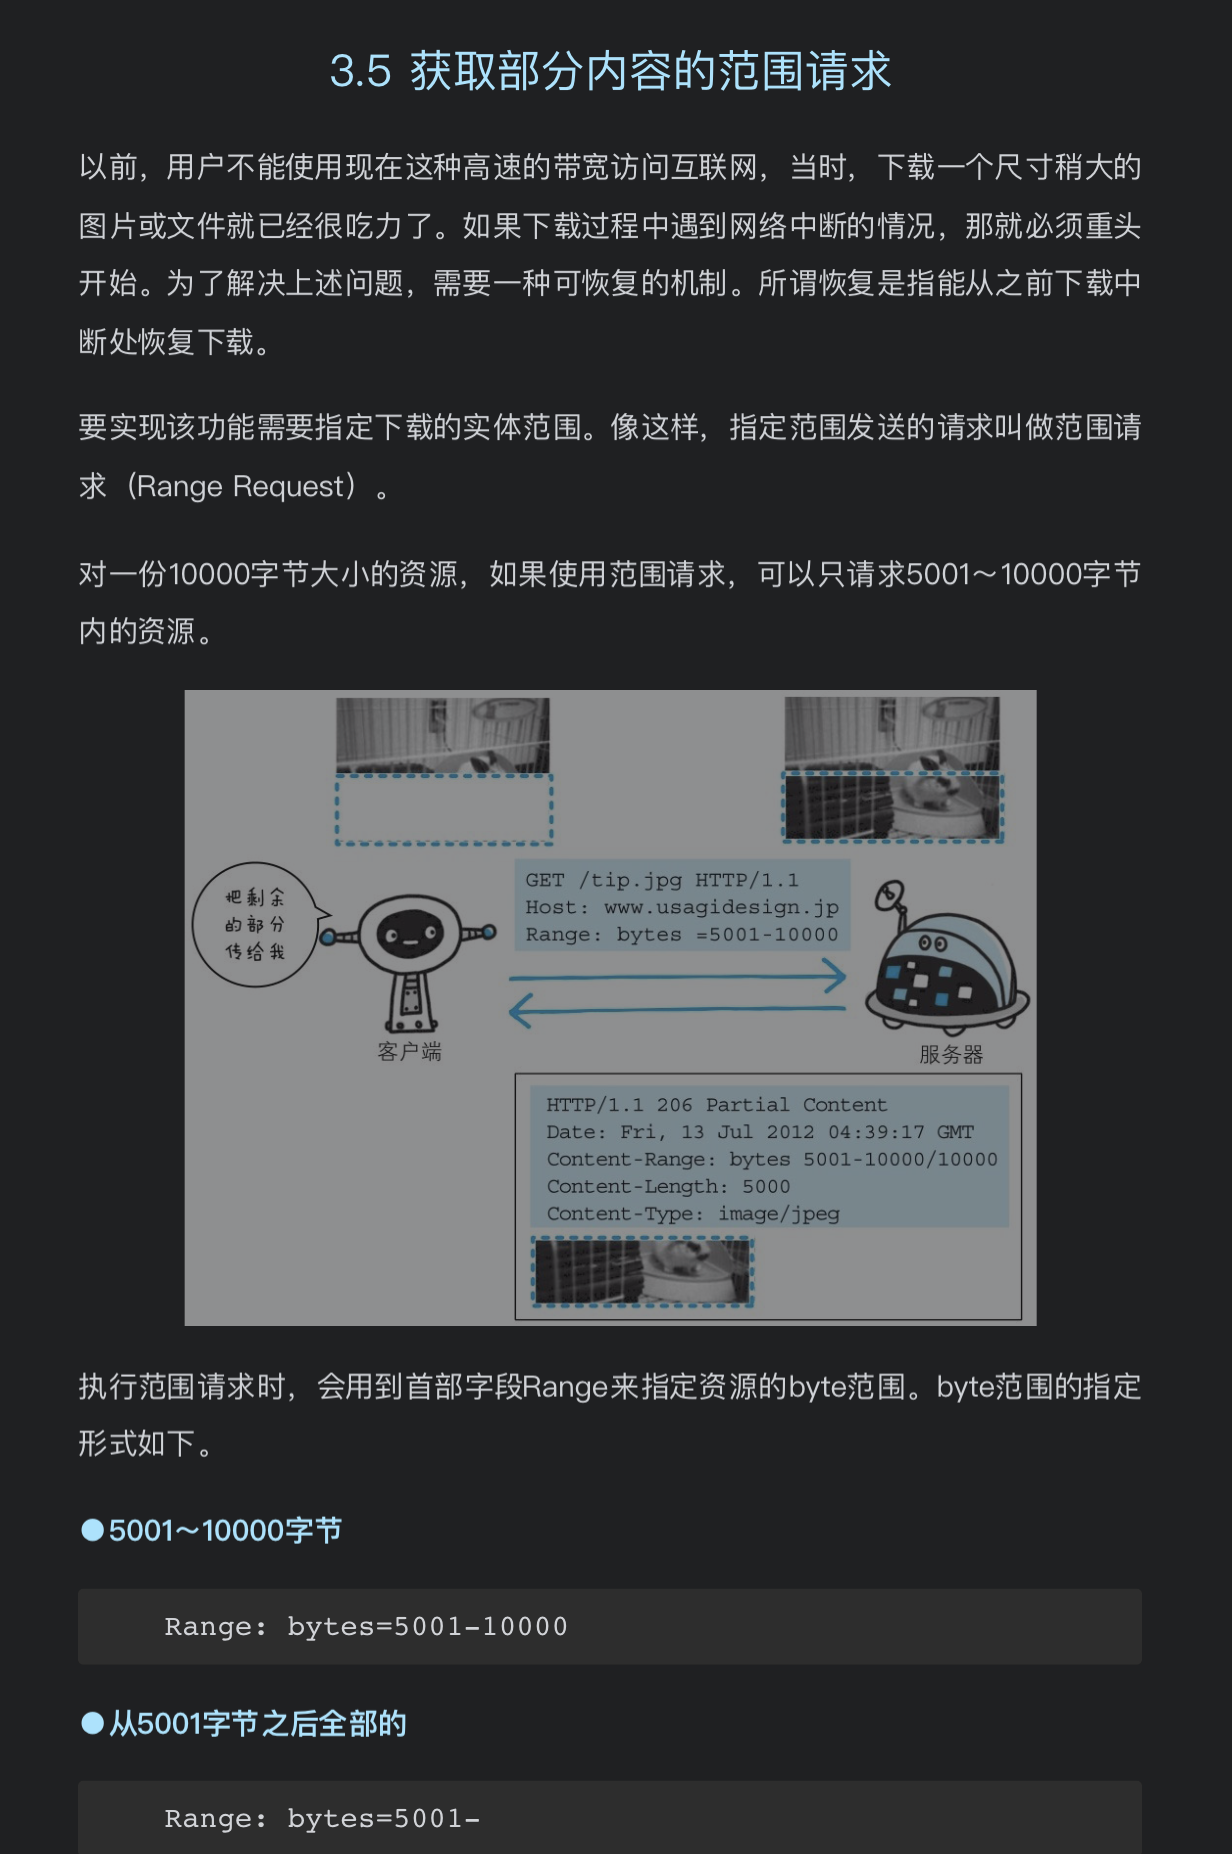 3.5 获取部分内容的范围请求
以前，用户不能使用现在这种高速的带宽访问互联网，当时，下载一个尺寸稍大的
图片或文件就已经很吃力了。如果下载过程中遇到网络中断的情况，那就必须重头
开始。为了解决上述问题，需要一种可恢复的机制。所谓恢复是指能从之前下载中
断处恢复下载。
要实现该功能需要指定下载的实体范围。像这样，指定范围发送的请求叫做范围请
求（Range Request）。
对一份10000字节大小的资源，如果使用范围请求，可以只请求5001～10000字节
内的资源。
把剩余
的部分
传给我
GET /tip.jpg HTTP/1.1
Host: www.usagidesign.jp
Range: bytes =5001-10000
客户端
服务器
HTTP/1.1 206 Partial Content
Date: Fri, 13 Jul 2012 04:39:17 GMT
Content-Range: bytes 5001-10000/10000
Content-Length: 5000
Content-Type: image/jpeg
执行范围请求时，会用到首部字段Range来指定资源的byte范围。byte范围的指定
形式如下。
●5001～10000字节
Range: bytes=5001-10000
●从5001字节之后全部的
Range: bytes=5001-